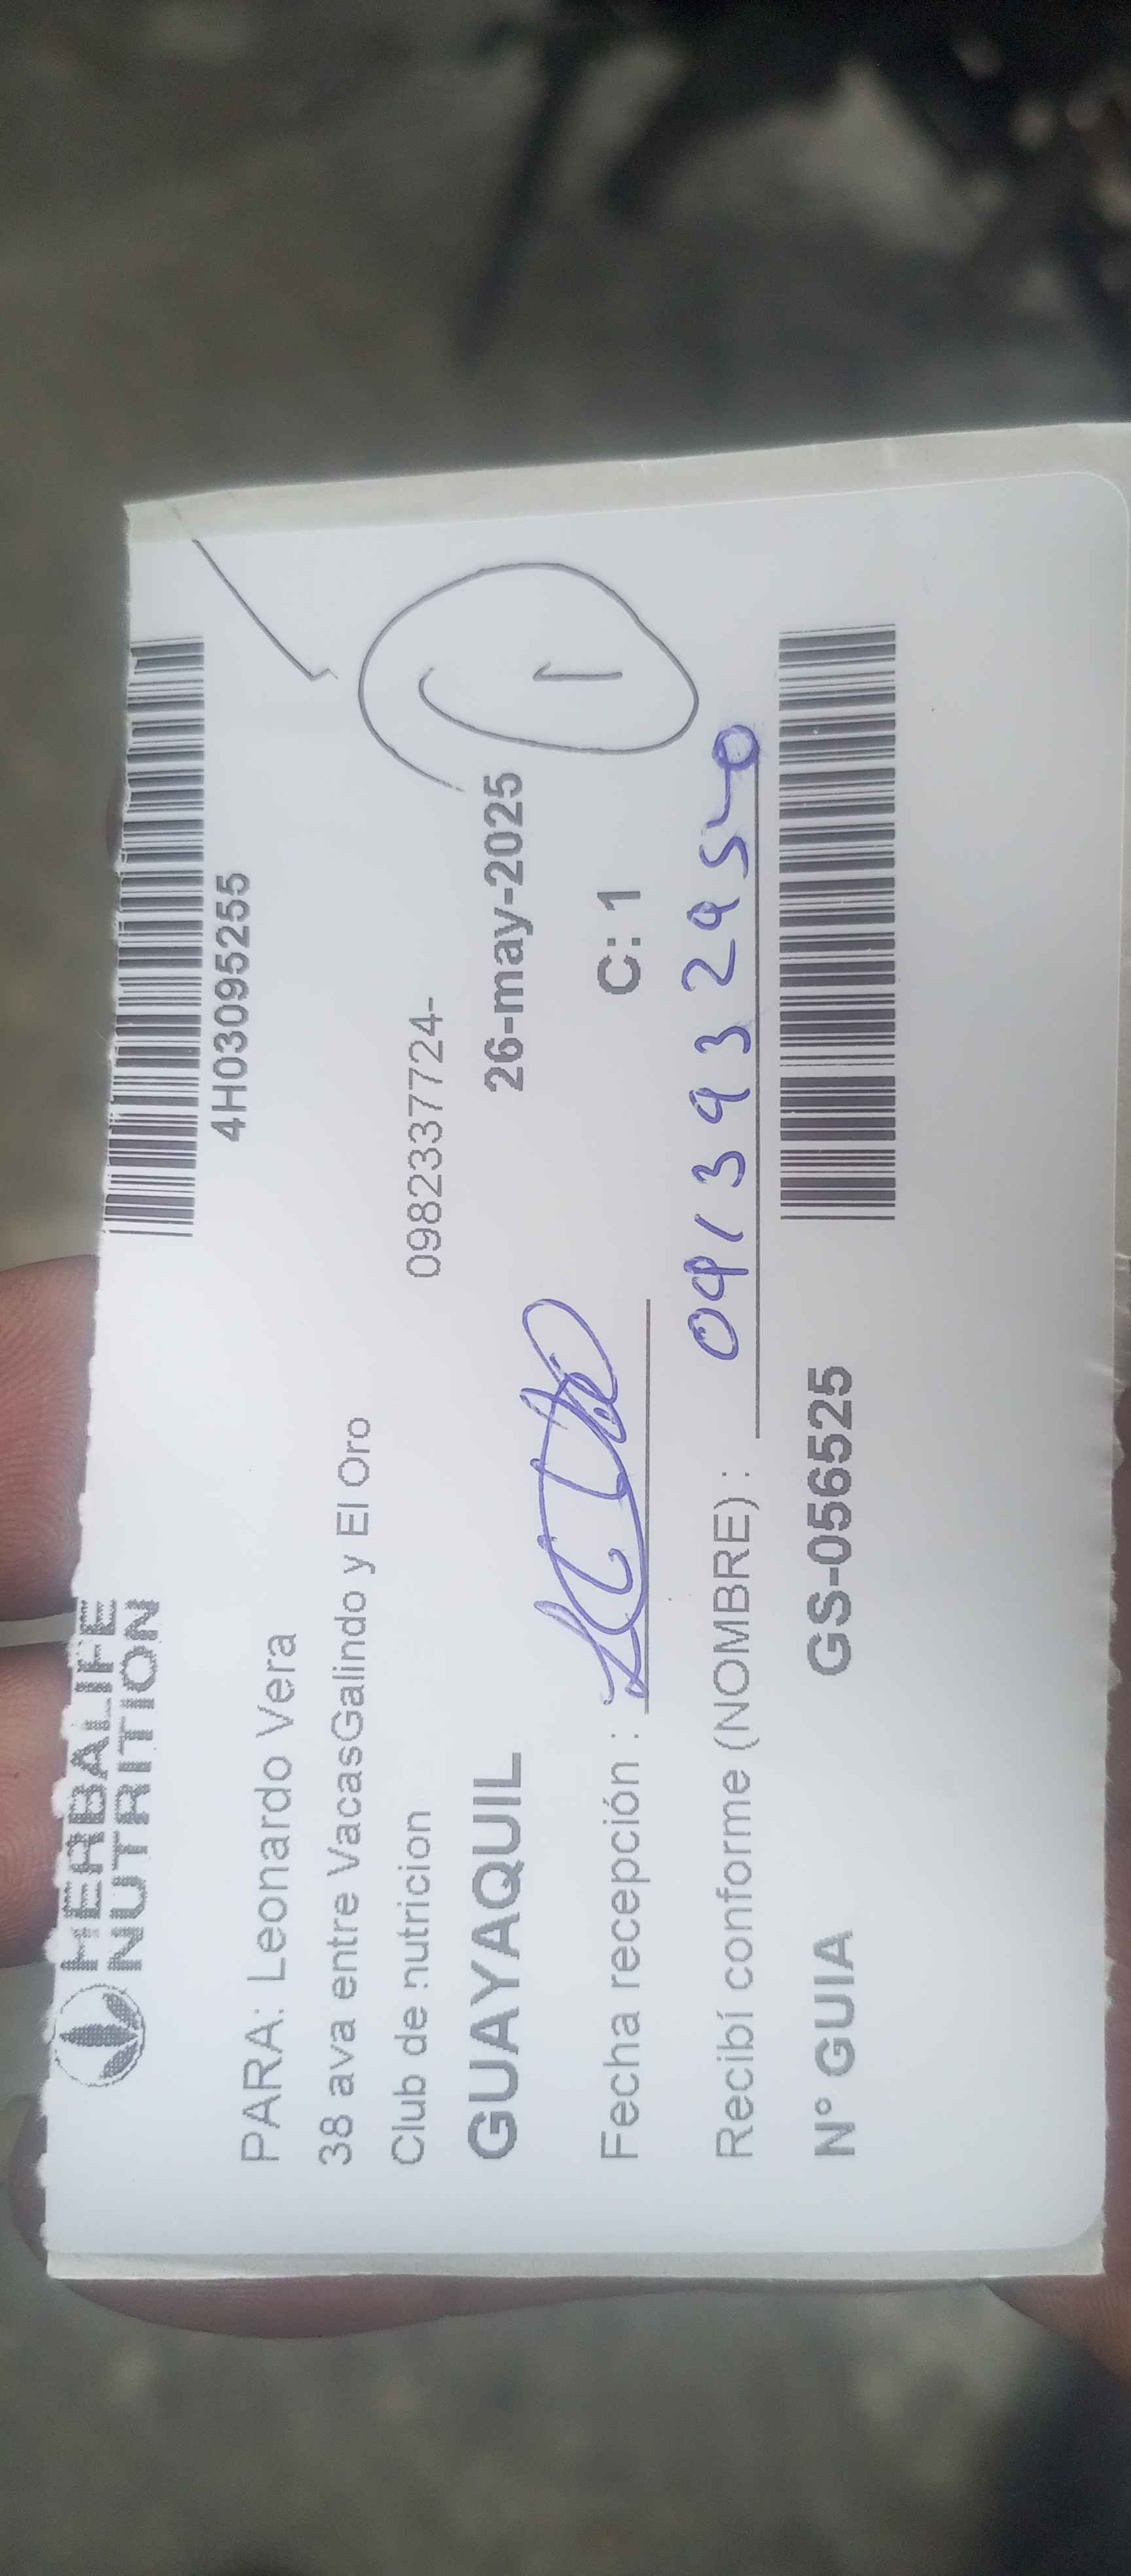 HERBALIFE
NUTRITION
4H03095255
PARA: Leonardo Vera
38 ava entre VacasGalindo y El Oro
Club de nutricion
0982337724-
GUAYAQUIL
26-may-2025
1
Fecha recepción :
C: 1
Recibí conforme (NOMBRE) : 0913932950
N° GUIA
GS-056525